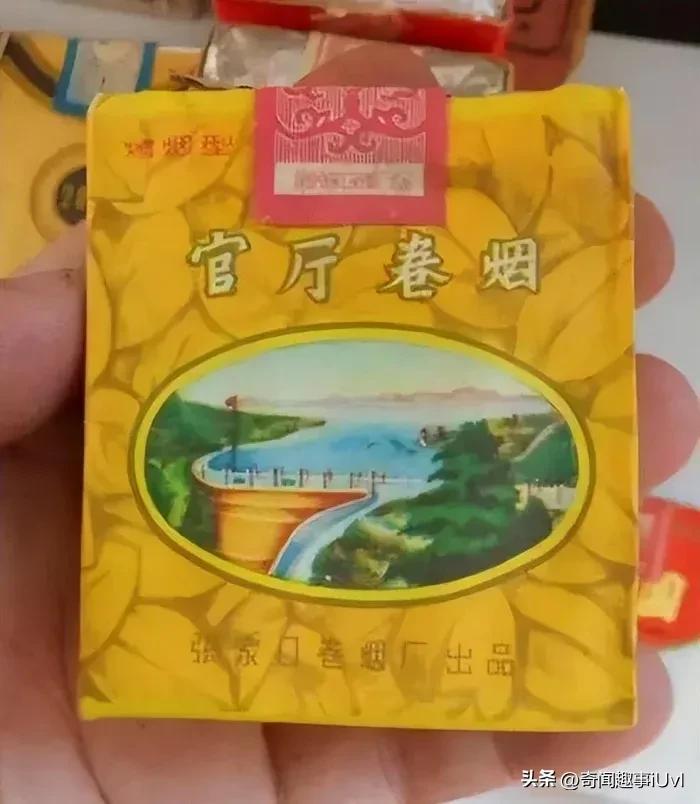 烤烟型
官厅卷烟
张家口卷烟厂出品
头条 @奇闻趣事iUvl